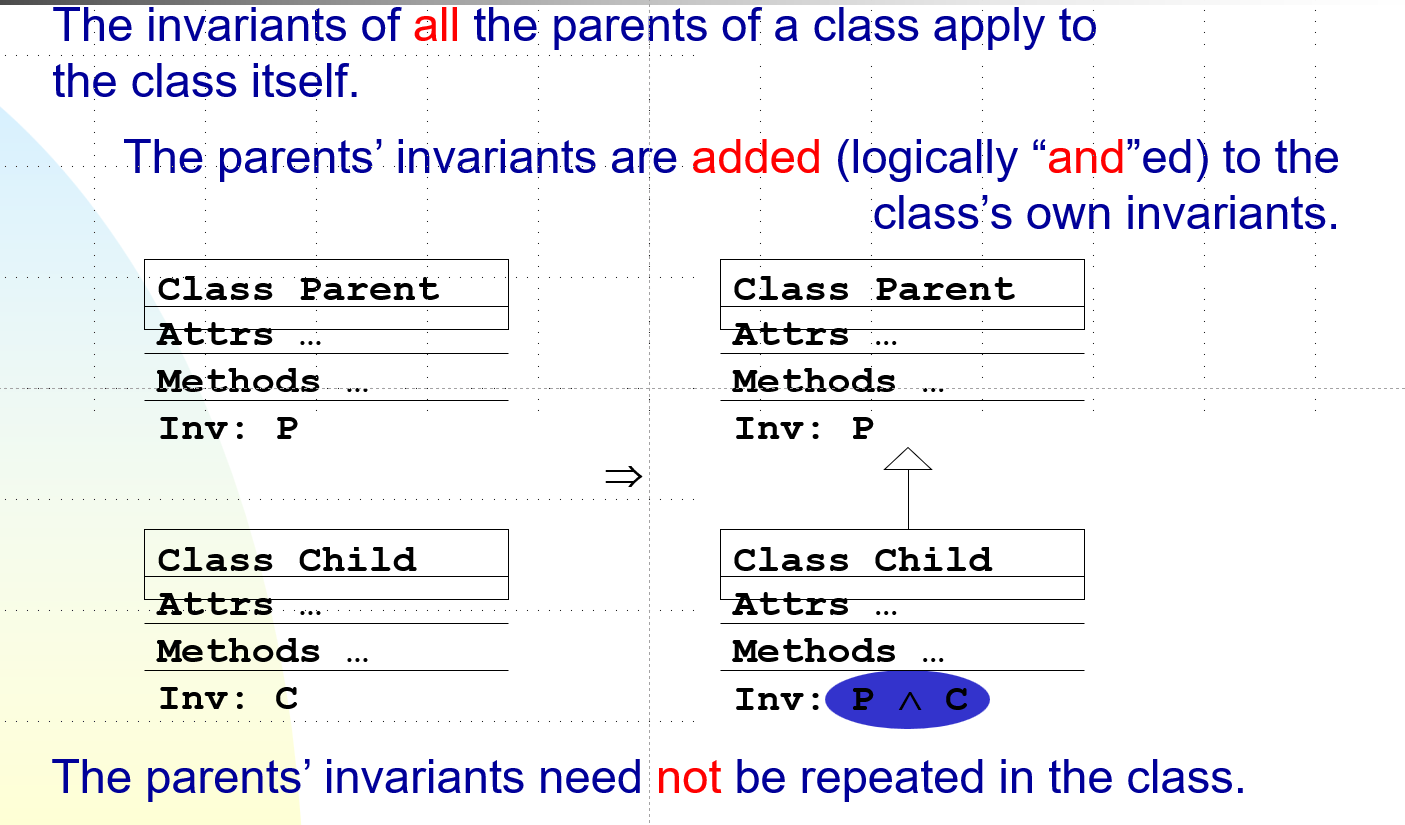 The invariants of all the parents of a class apply to
the class itself.
The parents’ invariants are added (logically “and”ed) to the
class’s own invariants.
Class Parent
Attrs …
Methods …
Inv: P
Class Parent
Attrs …
Methods …
Inv: P
⇒
Class Child
Attrs …
Methods …
Inv: C
Class Child
Attrs …
Methods …
Inv: P ∧ C
The parents’ invariants need not be repeated in the class.